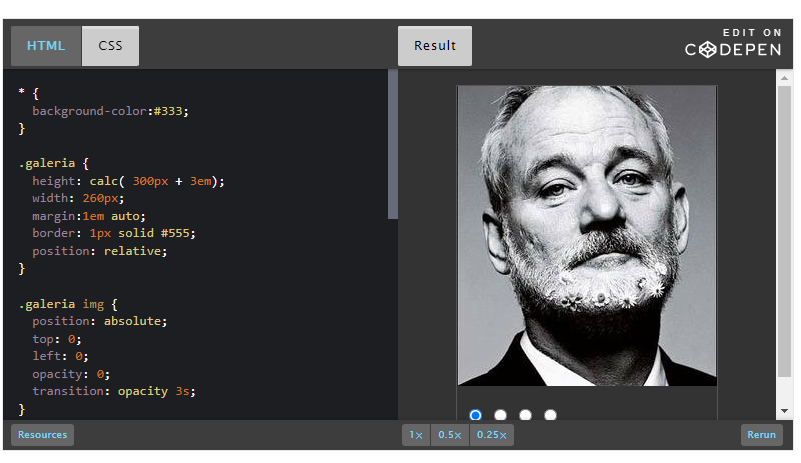 HTML CSS Result EDIT ON
CODEPEN
* {
background-color:#333;
}
.galeria {
height: calc( 300px + 3em);
width: 260px;
margin:1em auto;
border: 1px solid #555;
position: relative;
}
.galeria img {
position: absolute;
top: 0;
left: 0;
opacity: 0;
transition: opacity 3s;
}
Resources 1× 0.5× 0.25× Rerun